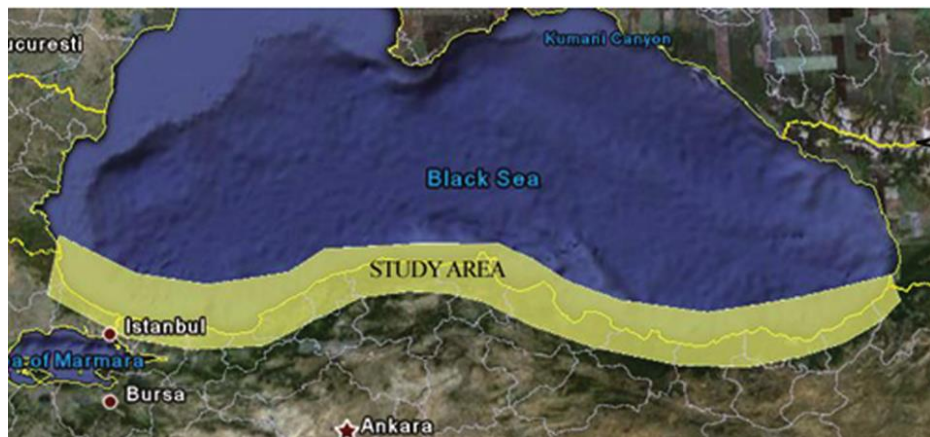 ucuresti
Kumani Canyon
Black Sea
STUDY AREA
Istanbul
a of Marmara
Bursa
Ankara